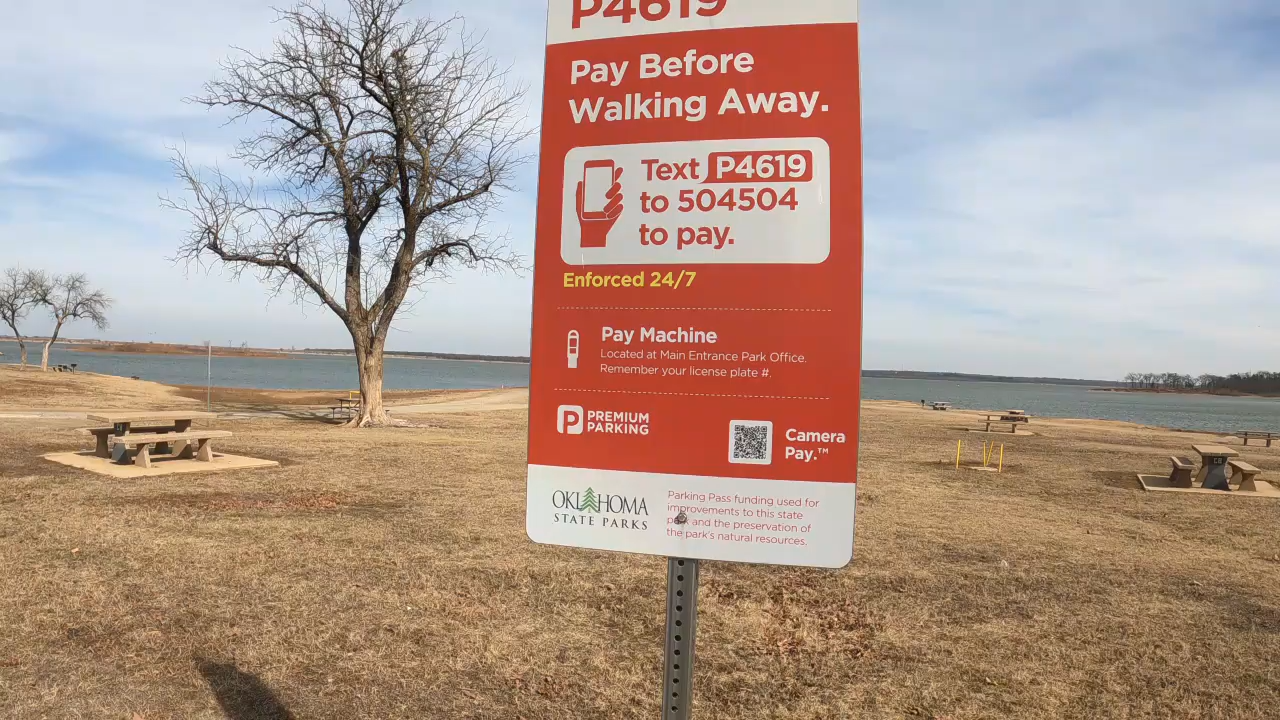 P4619
Pay Before
Walking Away.
Text P4619
to 504504
to pay.
Enforced 24/7
Pay Machine
Located at Main Entrance Park Office.
Remember your license plate #.
P PREMIUM
PARKING
Camera
Pay.™
OKLAHOMA
STATE PARKS
Parking Pass funding used for
improvements to this state
park and the preservation of
the park's natural resources.